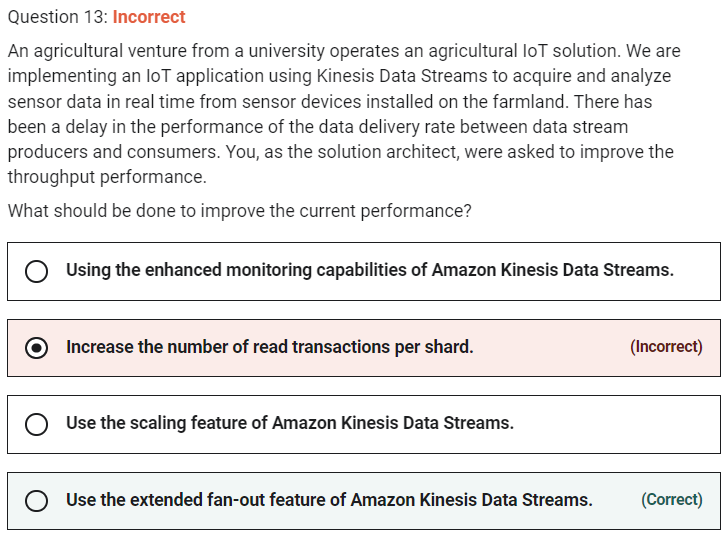 Question 13: Incorrect
An agricultural venture from a university operates an agricultural IoT solution. We are
implementing an IoT application using Kinesis Data Streams to acquire and analyze
sensor data in real time from sensor devices installed on the farmland. There has
been a delay in the performance of the data delivery rate between data stream
producers and consumers. You, as the solution architect, were asked to improve the
throughput performance.
What should be done to improve the current performance?
Using the enhanced monitoring capabilities of Amazon Kinesis Data Streams.
Increase the number of read transactions per shard. (Incorrect)
Use the scaling feature of Amazon Kinesis Data Streams.
Use the extended fan-out feature of Amazon Kinesis Data Streams. (Correct)